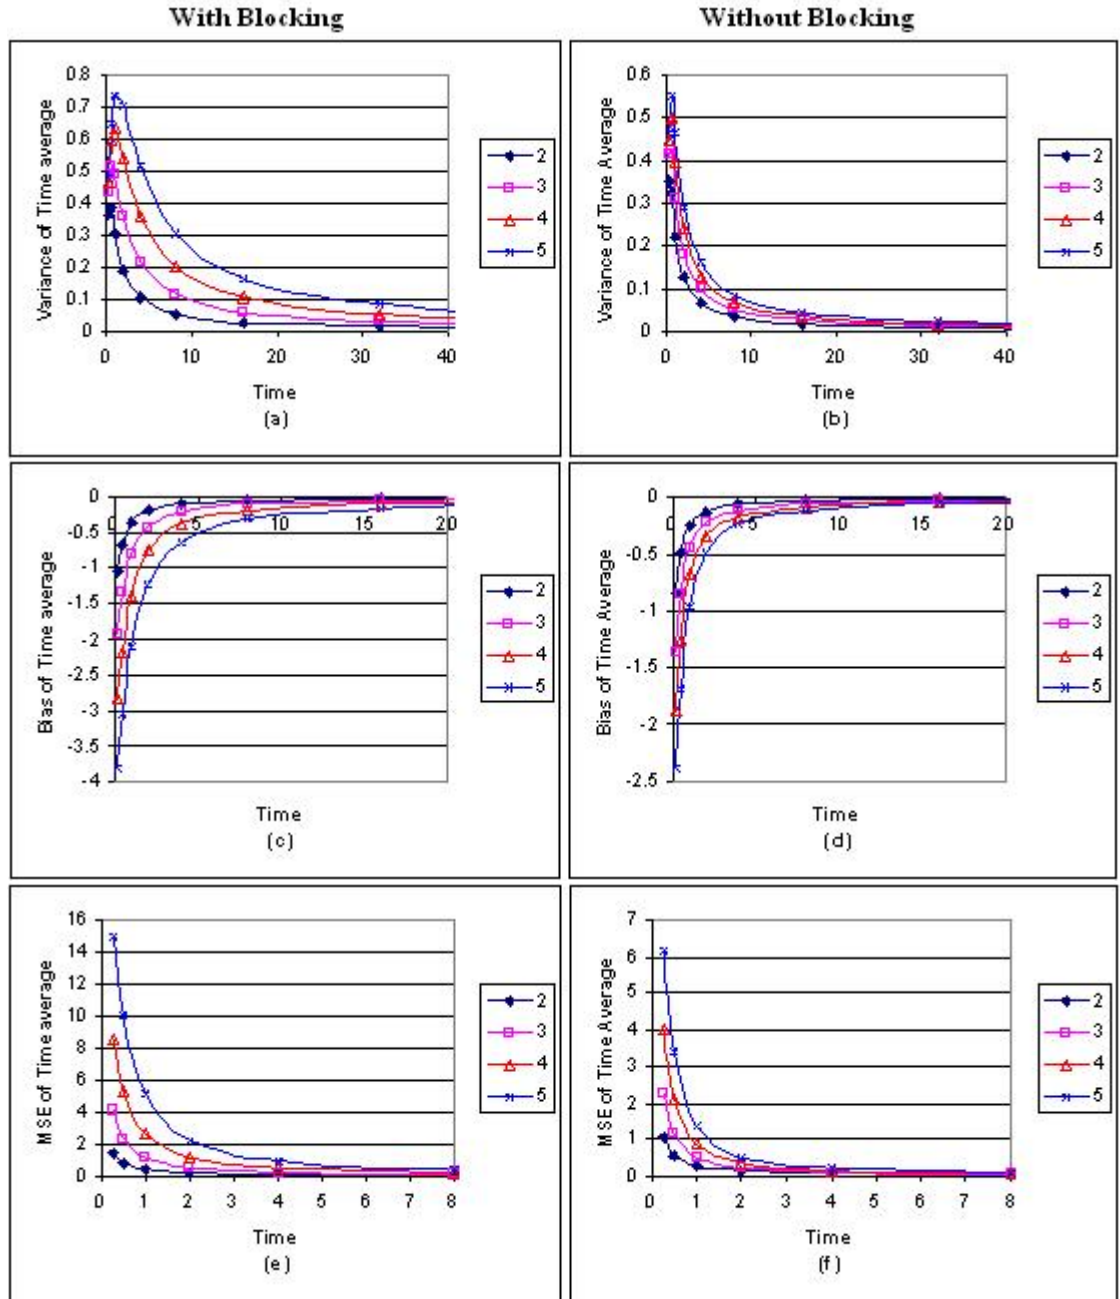 With Blocking
Without Blocking
Variance of Time average
0.8
0.7
0.6
0.5
0.4
0.3
0.2
0.1
0
0 10 20 30 40
Time
(a)
2
3
4
5
Variance of Time Average
0.6
0.5
0.4
0.3
0.2
0.1
0
0 10 20 30 40
Time
(b)
2
3
4
5
Bias of Time average
0
-0.5
-1
-1.5
-2
-2.5
-3
-3.5
-4
0 5 10 15 20
Time
(c)
2
3
4
5
Bias of Time Average
0
-0.5
-1
-1.5
-2
-2.5
0 5 10 15 20
Time
(d)
2
3
4
5
MSE of Time average
16
14
12
10
8
6
4
2
0
0 1 2 3 4 5 6 7 8
Time
(e)
2
3
4
5
MSE of Time Average
7
6
5
4
3
2
1
0
0 1 2 3 4 5 6 7 8
Time
(f)
2
3
4
5